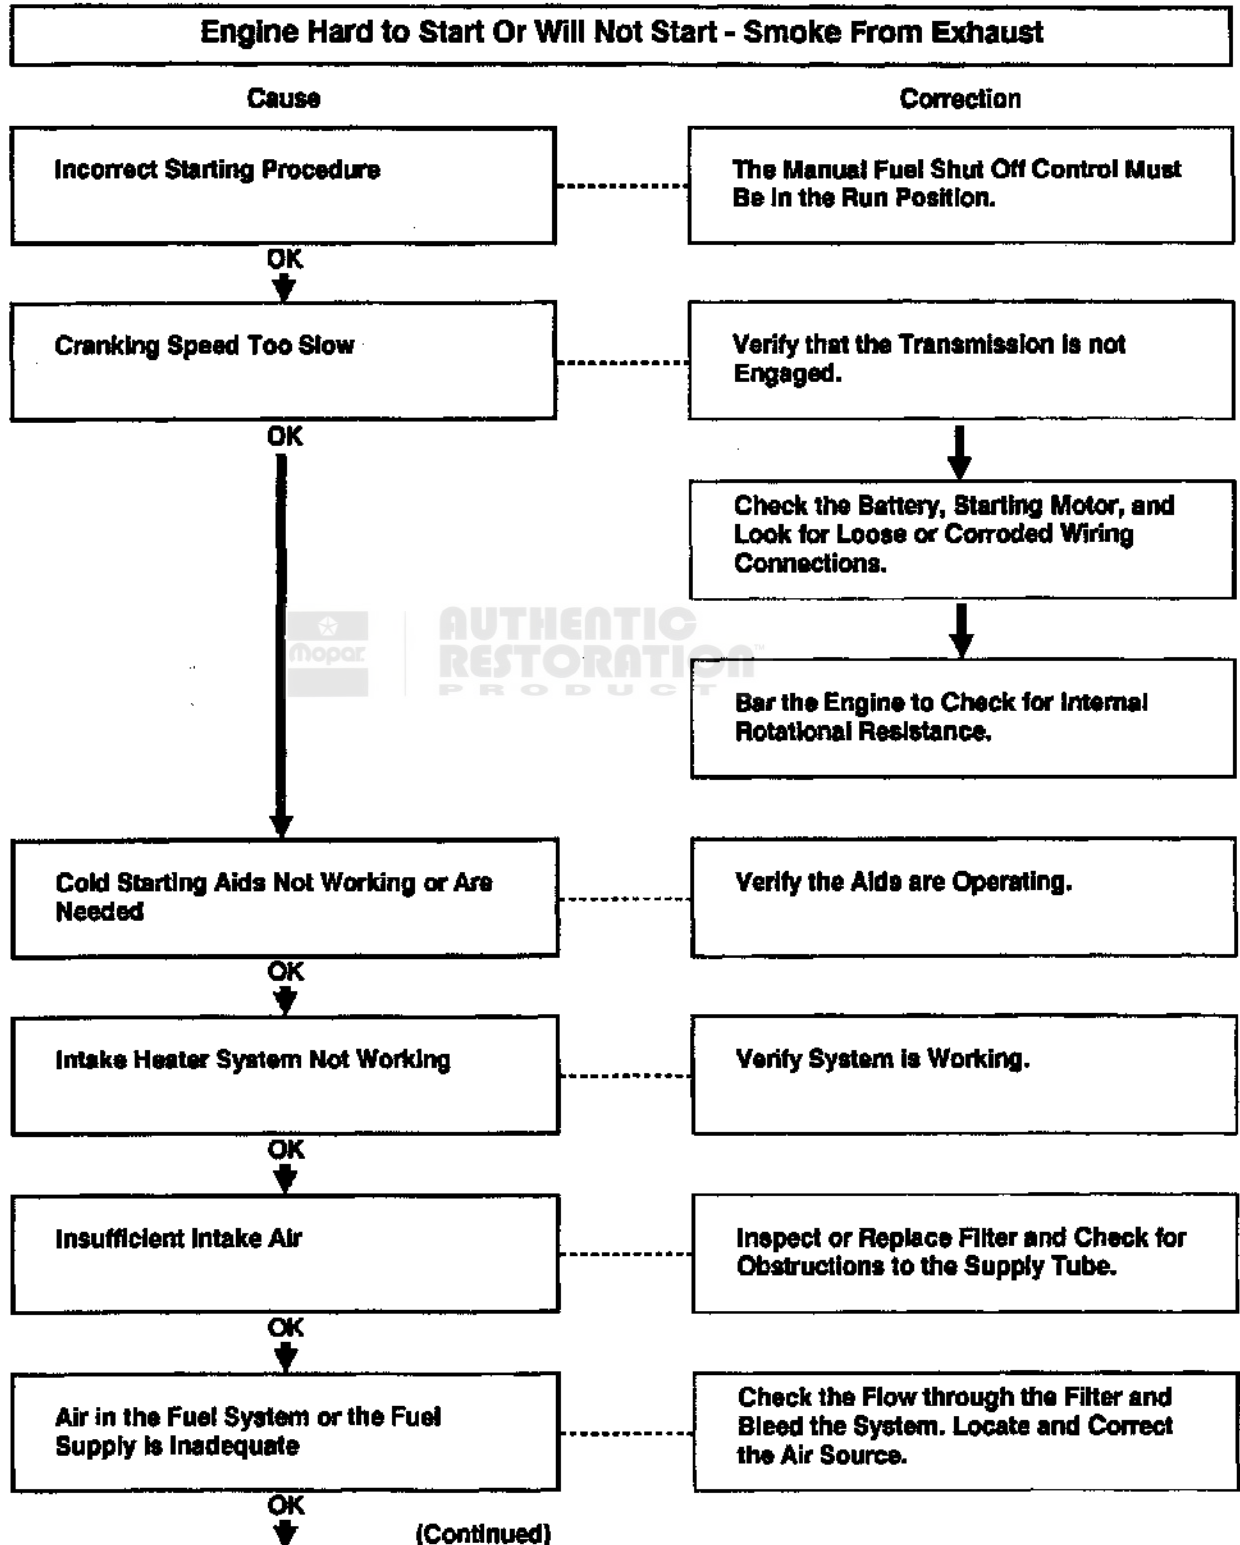 Engine Hard to Start Or Will Not Start - Smoke From Exhaust
Cause
Correction
Incorrect Starting Procedure
The Manual Fuel Shut Off Control Must
Be in the Run Position.
OK
Cranking Speed Too Slow
Verify that the Transmission is not
Engaged.
OK
Check the Battery, Starting Motor, and
Look for Loose or Corroded Wiring
Connections.
Mopar.
AUTHENTIC
RESTORATION™
PRODUCT
Bar the Engine to Check for Internal
Rotational Resistance.
Cold Starting Aids Not Working or Are
Needed
Verify the Aids are Operating.
OK
Intake Heater System Not Working
Verify System is Working.
OK
Insufficient Intake Air
Inspect or Replace Filter and Check for
Obstructions to the Supply Tube.
OK
Air in the Fuel System or the Fuel
Supply is Inadequate
Check the Flow through the Filter and
Bleed the System. Locate and Correct
the Air Source.
OK
(Continued)